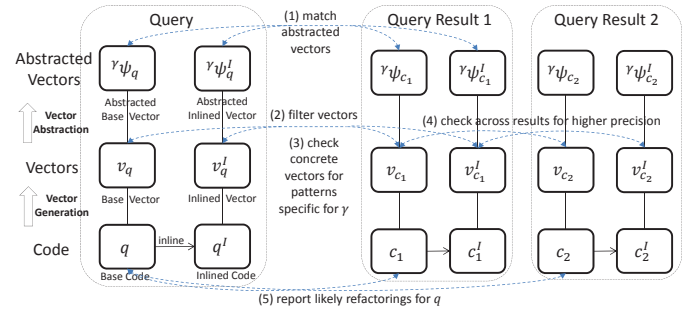 Query
(1) match
abstracted
vectors
Query Result 1
Query Result 2
Abstracted
Vectors
γψq
γψqI
γψc1
γψc1I
γψc2
γψc2I
Abstracted
Base Vector
Abstracted
Inlined Vector
Vector
Abstraction
(2) filter vectors
(4) check across results for higher precision
(3) check
concrete
vectors for
patterns
specific for γ
Vectors
vq
vqI
vc1
vc1I
vc2
vc2I
Base Vector
Inlined Vector
Vector
Generation
Code
q
inline
qI
c1
c1I
c2
c2I
Base Code
Inlined Code
(5) report likely refactorings for q